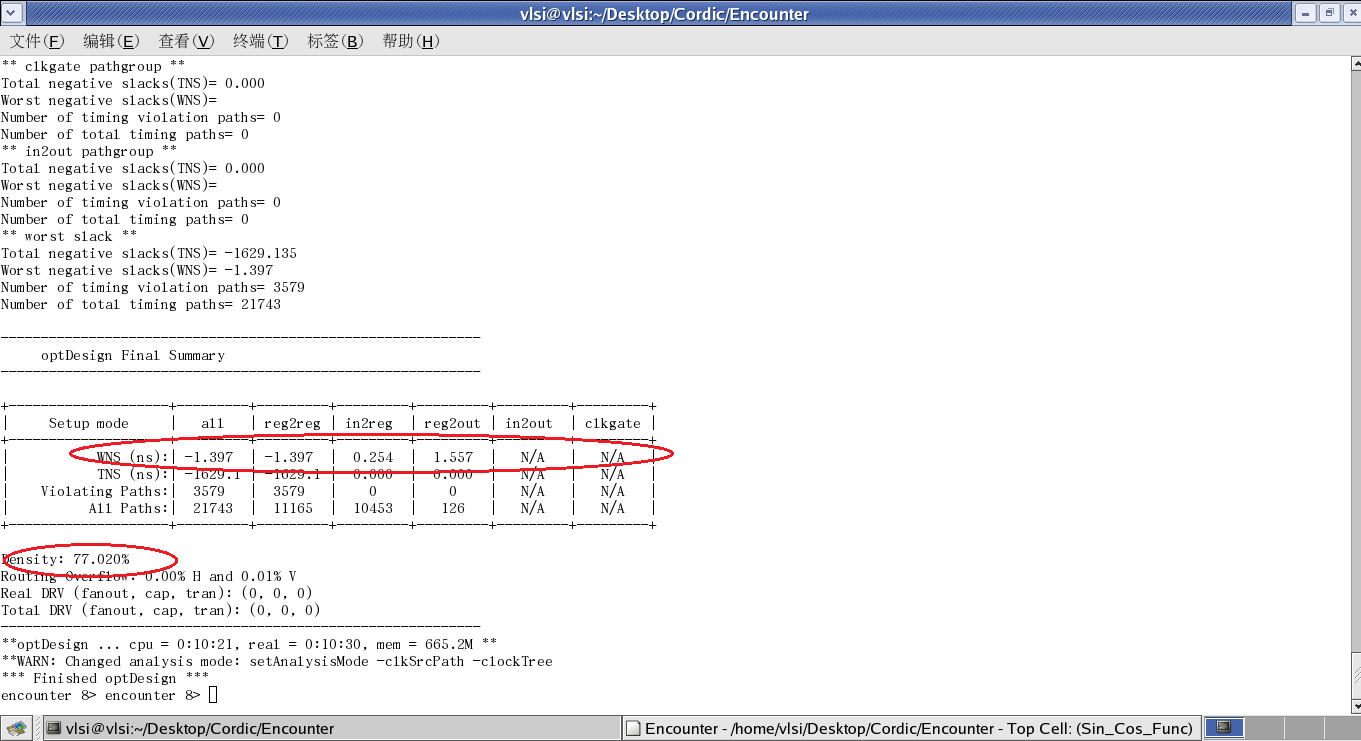 vlsi@vlsi:~/Desktop/Cordic/Encounter
文件(F) 编辑(E) 查看(V) 终端(T) 标签(B) 帮助(H)
** clkgate pathgroup **
Total negative slacks(TNS)= 0.000
Worst negative slacks(WNS)=
Number of timing violation paths= 0
Number of total timing paths= 0
** in2out pathgroup **
Total negative slacks(TNS)= 0.000
Worst negative slacks(WNS)=
Number of timing violation paths= 0
Number of total timing paths= 0
** worst slack **
Total negative slacks(TNS)= -1629.135
Worst negative slacks(WNS)= -1.397
Number of timing violation paths= 3579
Number of total timing paths= 21743
------------------------------------------------------------
optDesign Final Summary
------------------------------------------------------------
+--------------------+---------+---------+---------+---------+---------+---------+
| Setup mode | all | reg2reg | in2reg | reg2out | in2out | clkgate |
+--------------------+---------+---------+---------+---------+---------+---------+
| WNS (ns):| -1.397 | -1.397 | 0.254 | 1.557 | N/A | N/A |
| TNS (ns):| -1629.1 | -1629.1 | 0.000 | 0.000 | N/A | N/A |
| Violating Paths:| 3579 | 3579 | 0 | 0 | N/A | N/A |
| All Paths:| 21743 | 11165 | 10453 | 126 | N/A | N/A |
+--------------------+---------+---------+---------+---------+---------+---------+
Density: 77.020%
Routing Overflow: 0.00% H and 0.01% V
Real DRV (fanout, cap, tran): (0, 0, 0)
Total DRV (fanout, cap, tran): (0, 0, 0)
------------------------------------------------------------
**optDesign ... cpu = 0:10:21, real = 0:10:30, mem = 665.2M **
**WARN: Changed analysis mode: setAnalysisMode -clkSrcPath -clockTree
*** Finished optDesign ***
encounter 8> encounter 8>
vlsi@vlsi:~/Desktop/Cordic/Encounter
Encounter - /home/vlsi/Desktop/Cordic/Encounter - Top Cell: (Sin_Cos_Func)